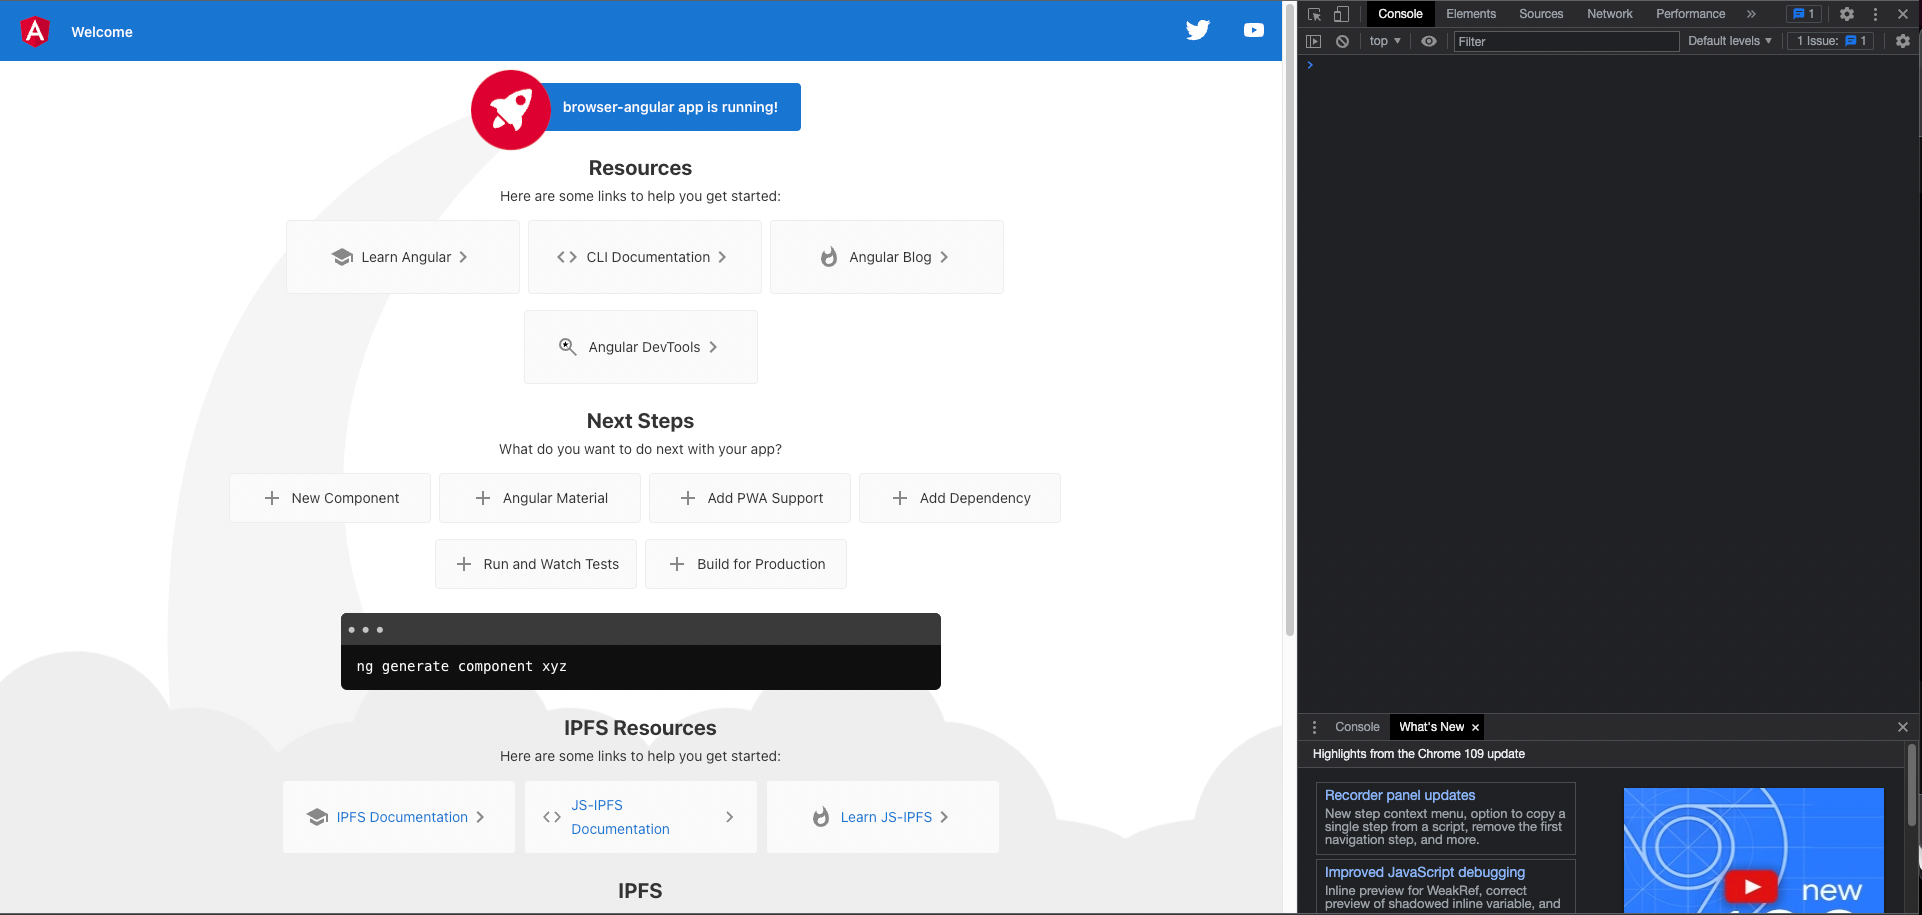 Welcome
browser-angular app is running!
Resources
Here are some links to help you get started:
Learn Angular
CLI Documentation
Angular Blog
Angular DevTools
Next Steps
What do you want to do next with your app?
New Component
Angular Material
Add PWA Support
Add Dependency
Run and Watch Tests
Build for Production
ng generate component xyz
IPFS Resources
Here are some links to help you get started:
IPFS Documentation
JS-IPFS
Documentation
Learn JS-IPFS
IPFS
Console Elements Sources Network Performance » 1
top Filter Default levels 1 Issue: 1
Console What's New ×
Highlights from the Chrome 109 update
Recorder panel updates
New step context menu, option to copy a
single step from a script, remove the first
navigation step, and more.
Improved JavaScript debugging
Inline preview for WeakRef, correct
preview of shadowed inline variable, and
new